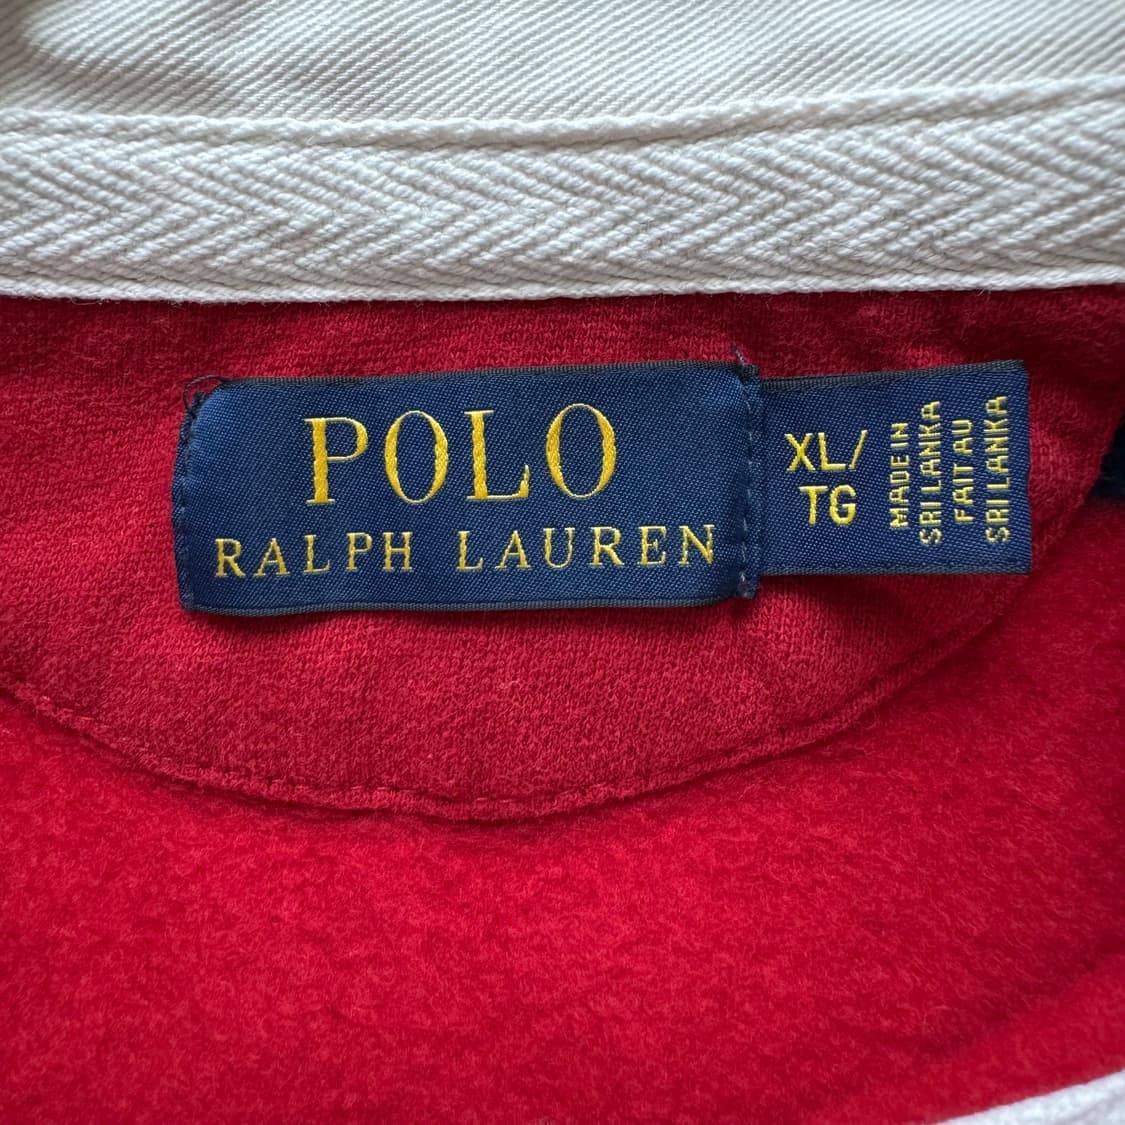 POLO
RALPH LAUREN
XL/
TG
MADE IN
SRI LANKA
FAIT AU
SRI LANKA